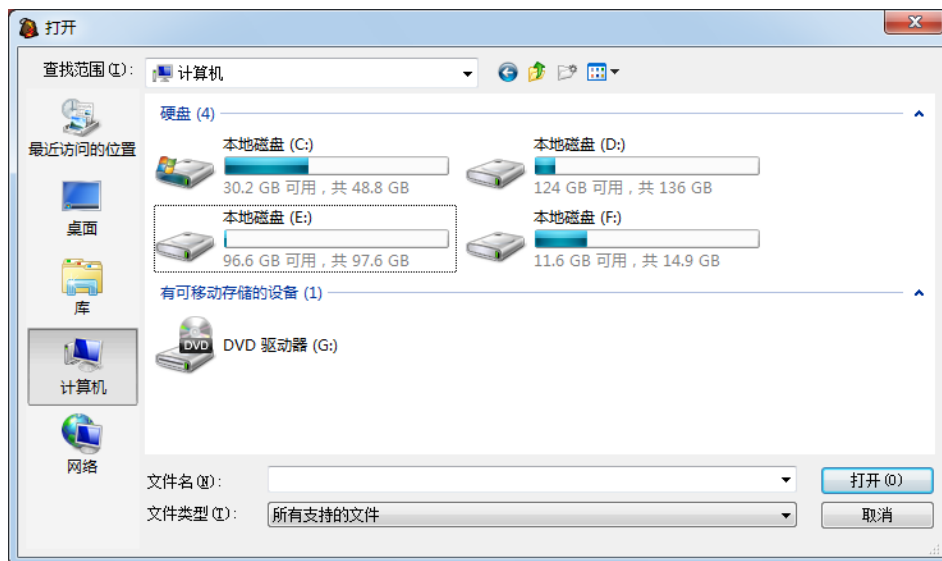 打开
查找范围(I):
计算机
最近访问的位置
桌面
库
计算机
网络
硬盘 (4)
本地磁盘 (C:)
30.2 GB 可用，共 48.8 GB
本地磁盘 (D:)
124 GB 可用，共 136 GB
本地磁盘 (E:)
96.6 GB 可用，共 97.6 GB
本地磁盘 (F:)
11.6 GB 可用，共 14.9 GB
有可移动存储的设备 (1)
DVD
DVD 驱动器 (G:)
文件名(N):
打开(O)
文件类型(T):
所有支持的文件
取消